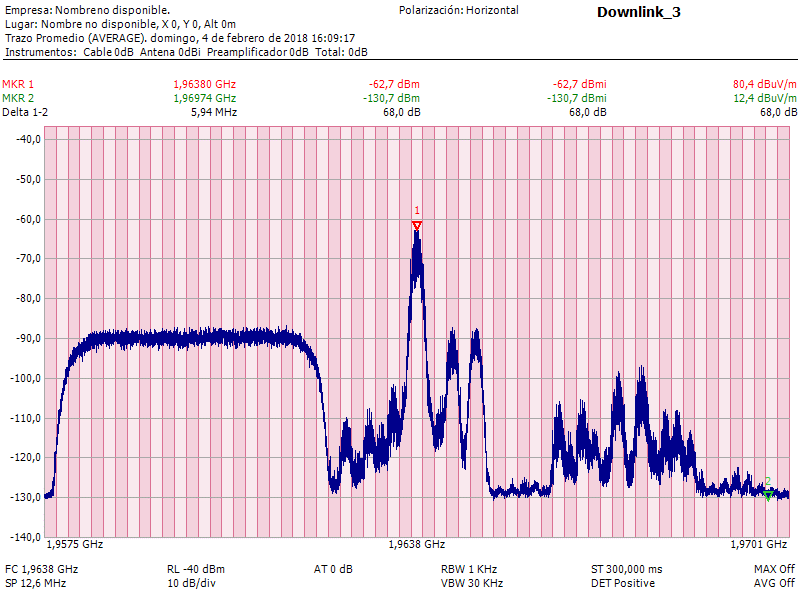 Empresa: Nombre no disponible. Polarización: Horizontal Downlink_3
Lugar: Nombre no disponible, X 0, Y 0, Alt 0m
Trazo Promedio (AVERAGE). domingo, 4 de febrero de 2018 16:09:17
Instrumentos: Cable 0dB Antena 0dBi Preamplificador 0dB Total: 0dB
MKR 1 1,96380 GHz -62,7 dBm -62,7 dBmi 80,4 dBuV/m
MKR 2 1,96974 GHz -130,7 dBm -130,7 dBmi 12,4 dBuV/m
Delta 1-2 5,94 MHz 68,0 dB 68,0 dB 68,0 dB
-40,0
-50,0
-60,0
-70,0
-80,0
-90,0
-100,0
-110,0
-120,0
-130,0
-140,0
1
2
1,9575 GHz 1,9638 GHz 1,9701 GHz
FC 1,9638 GHz RL -40 dBm AT 0 dB RBW 1 KHz ST 300,000 ms MAX Off
SP 12,6 MHz 10 dB/div VBW 30 KHz DET Positive AVG Off